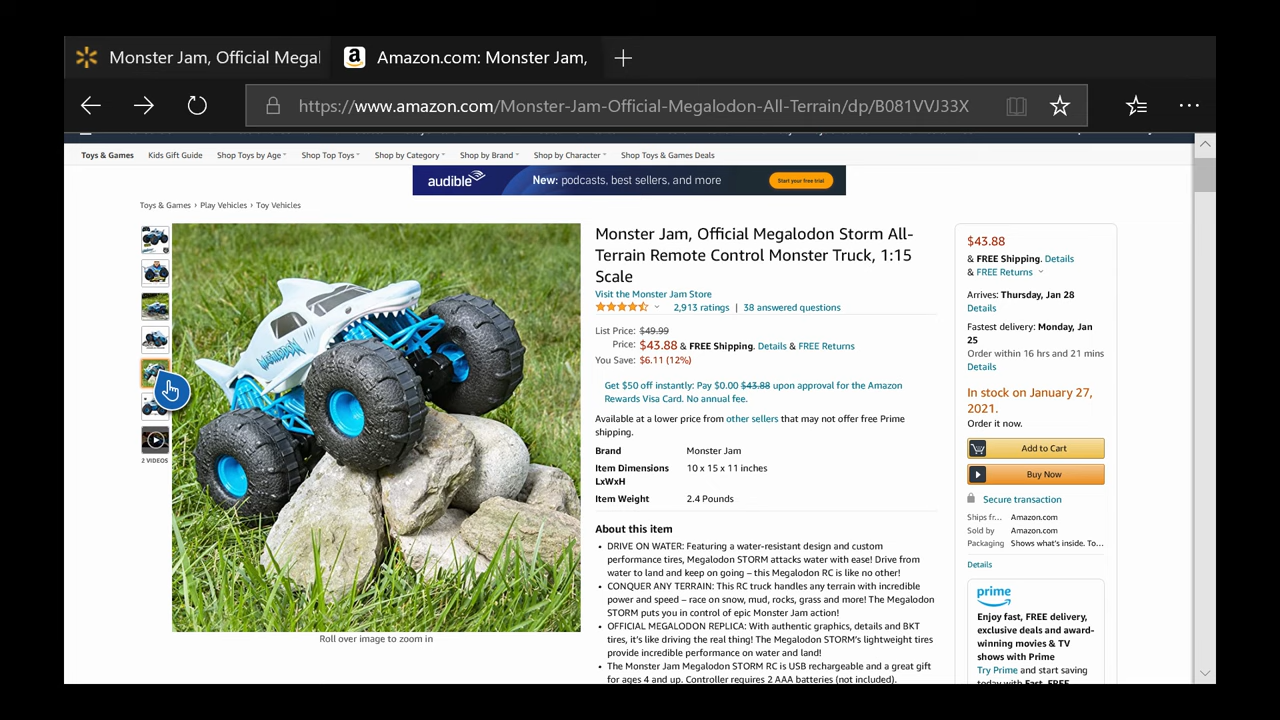 Monster Jam, Official Megal
Amazon.com: Monster Jam,
https://www.amazon.com/Monster-Jam-Official-Megalodon-All-Terrain/dp/B081VVJ33X
Toys & Games Kids Gift Guide Shop Toys by Age Shop Top Toys Shop by Category Shop by Brand Shop by Character Shop Toys & Games Deals
audible New: podcasts, best sellers, and more Start your free trial
Toys & Games › Play Vehicles › Toy Vehicles
2 VIDEOS
MEGALODON
Roll over image to zoom in
Monster Jam, Official Megalodon Storm All-
Terrain Remote Control Monster Truck, 1:15
Scale
Visit the Monster Jam Store
2,913 ratings | 38 answered questions
List Price: $49.99
Price: $43.88 & FREE Shipping. Details & FREE Returns
You Save: $6.11 (12%)
Get $50 off instantly: Pay $0.00 $43.88 upon approval for the Amazon
Rewards Visa Card. No annual fee.
Available at a lower price from other sellers that may not offer free Prime
shipping.
Brand Monster Jam
Item Dimensions 10 x 15 x 11 inches
LxWxH
Item Weight 2.4 Pounds
About this item
• DRIVE ON WATER: Featuring a water-resistant design and custom
performance tires, Megalodon STORM attacks water with ease! Drive from
water to land and keep on going – this Megalodon RC is like no other!
• CONQUER ANY TERRAIN: This RC truck handles any terrain with incredible
power and speed – race on snow, mud, rocks, grass and more! The Megalodon
STORM puts you in control of epic Monster Jam action!
• OFFICIAL MEGALODON REPLICA: With authentic graphics, details and BKT
tires, it's like driving the real thing! The Megalodon STORM's lightweight tires
provide incredible performance on water and land!
• The Monster Jam Megalodon STORM RC is USB rechargeable and a great gift
for ages 4 and up. Controller requires 2 AAA batteries (not included).
$43.88
& FREE Shipping. Details
& FREE Returns
Arrives: Thursday, Jan 28
Details
Fastest delivery: Monday, Jan
25
Order within 16 hrs and 21 mins
Details
In stock on January 27,
2021.
Order it now.
Add to Cart
Buy Now
Secure transaction
Ships fr... Amazon.com
Sold by Amazon.com
Packaging Shows what's inside. To...
Details
prime
Enjoy fast, FREE delivery,
exclusive deals and award-
winning movies & TV
shows with Prime
Try Prime and start saving
today with Fast, FREE